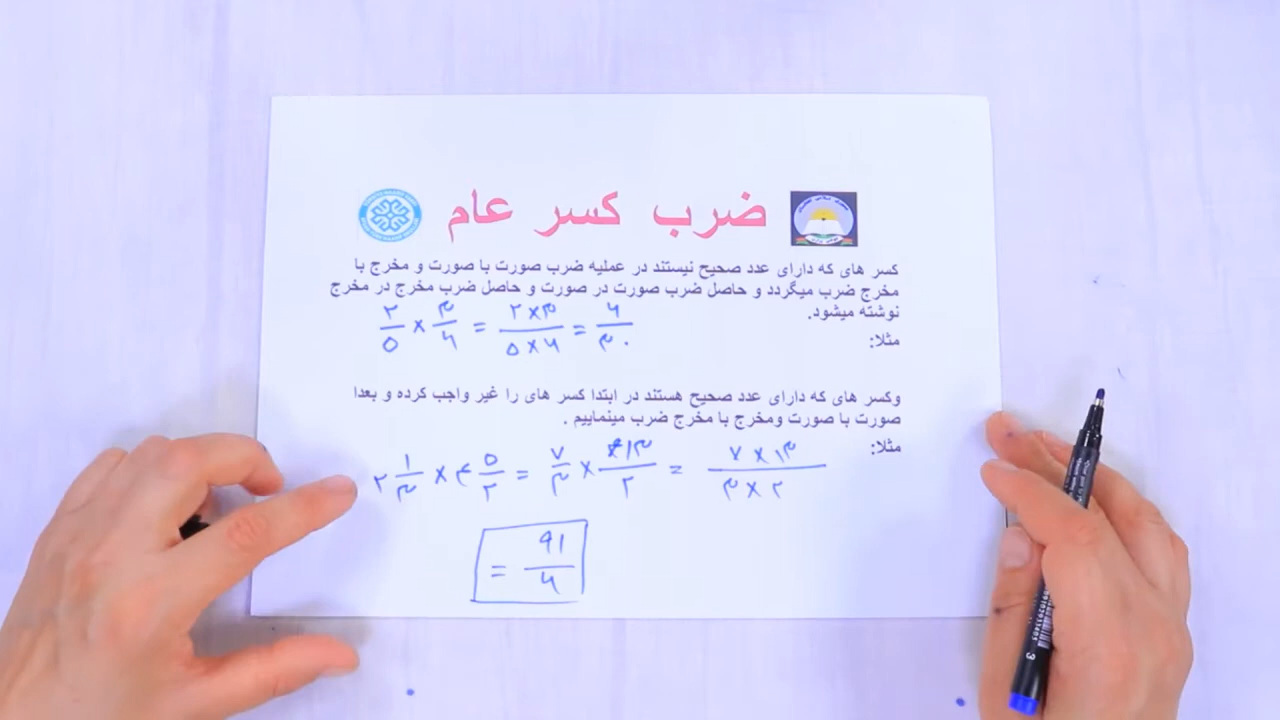 ضرب کسر عام
کسر های که دارای عدد صحیح نیستند در عملیه ضرب صورت با صورت و مخرج با
مخرج ضرب میگردد و حاصل ضرب صورت در صورت و حاصل ضرب مخرج در مخرج
نوشته میشود.
مثلا:
۲/۵ × ۳/۶ = ۲×۳/۵×۶ = ۶/۳۰
وکسر های که دارای عدد صحیح هستند در ابتدا کسر های را غیر واجب کرده و بعدا
صورت با صورت ومخرج با مخرج ضرب مینماییم .
مثلا:
۲ ۱/۳ × ۴ ۵/۲ = ۷/۳ × ۱۳/۲ = ۷×۱۳/۳×۲
= ۹۱/۶